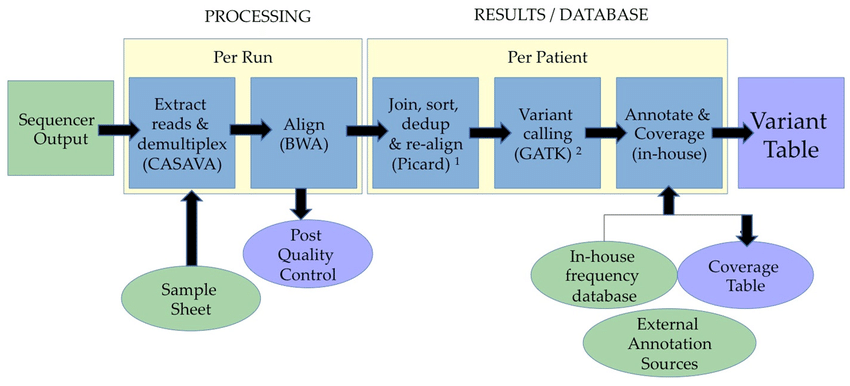 PROCESSING
RESULTS / DATABASE
Per Run
Per Patient
Sequencer
Output
Extract
reads &
demultiplex
(CASAVA)
Align
(BWA)
Join, sort,
dedup
& re-align
(Picard) 1
Variant
calling
(GATK) 2
Annotate &
Coverage
(in-house)
Variant
Table
Post
Quality
Control
Sample
Sheet
In-house
frequency
database
Coverage
Table
External
Annotation
Sources